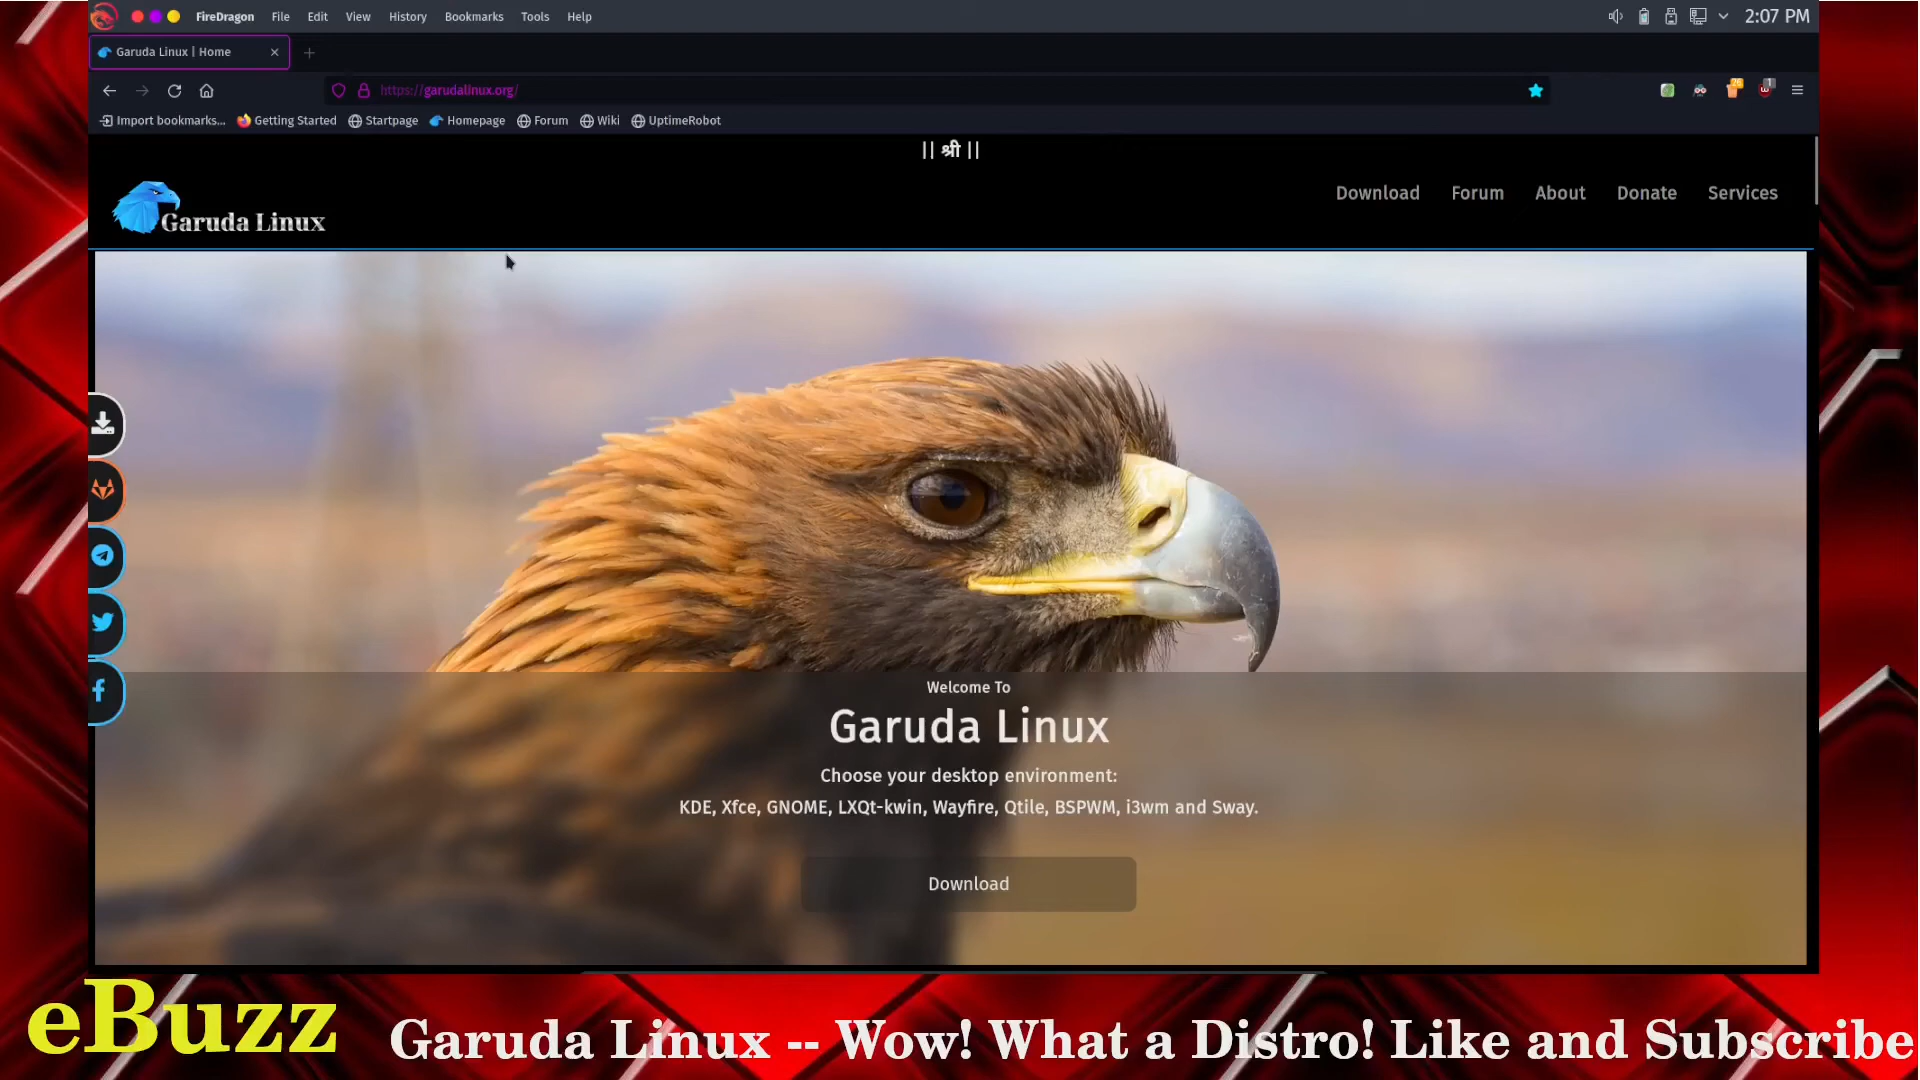 FireDragon File Edit View History Bookmarks Tools Help 2:07 PM
Garuda Linux | Home
https://garudalinux.org/
26 1
Import bookmarks... Getting Started Startpage Homepage Forum Wiki UptimeRobot
|| श्री ||
Garuda Linux
Download Forum About Donate Services
Welcome To
Garuda Linux
Choose your desktop environment:
KDE, Xfce, GNOME, LXQt-kwin, Wayfire, Qtile, BSPWM, i3wm and Sway.
Download
eBuzz Garuda Linux -- Wow! What a Distro! Like and Subscribe